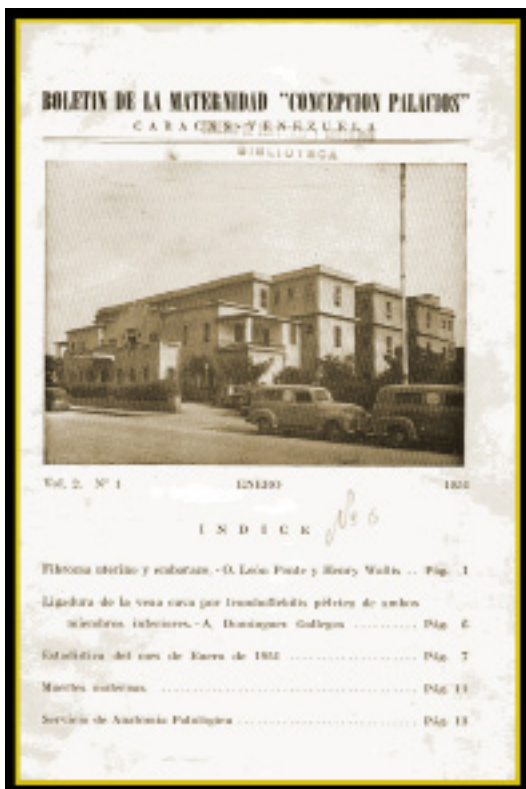 BOLETIN DE LA MATERNIDAD "CONCEPCION PALACIOS"
CARACAS-VENEZUELA
BIBLIOTECA
Vol. 2. Nº 1 ENERO
Nº 6
INDICE
Fibroma uterino y embarazo.-O. León Ponte y Henry Wallis .. Pág. 1
Ligadura de la vena cava por tromboflebitis pélvica de ambos
miembros inferiores.-A. Domínguez Gallegos .......... Pág. 6
Estadística del mes de Enero de ............... Pág. 7
Muertes maternas ............................ Pág. 11
Servicio de Anatomía Patológica ..................... Pág. 13